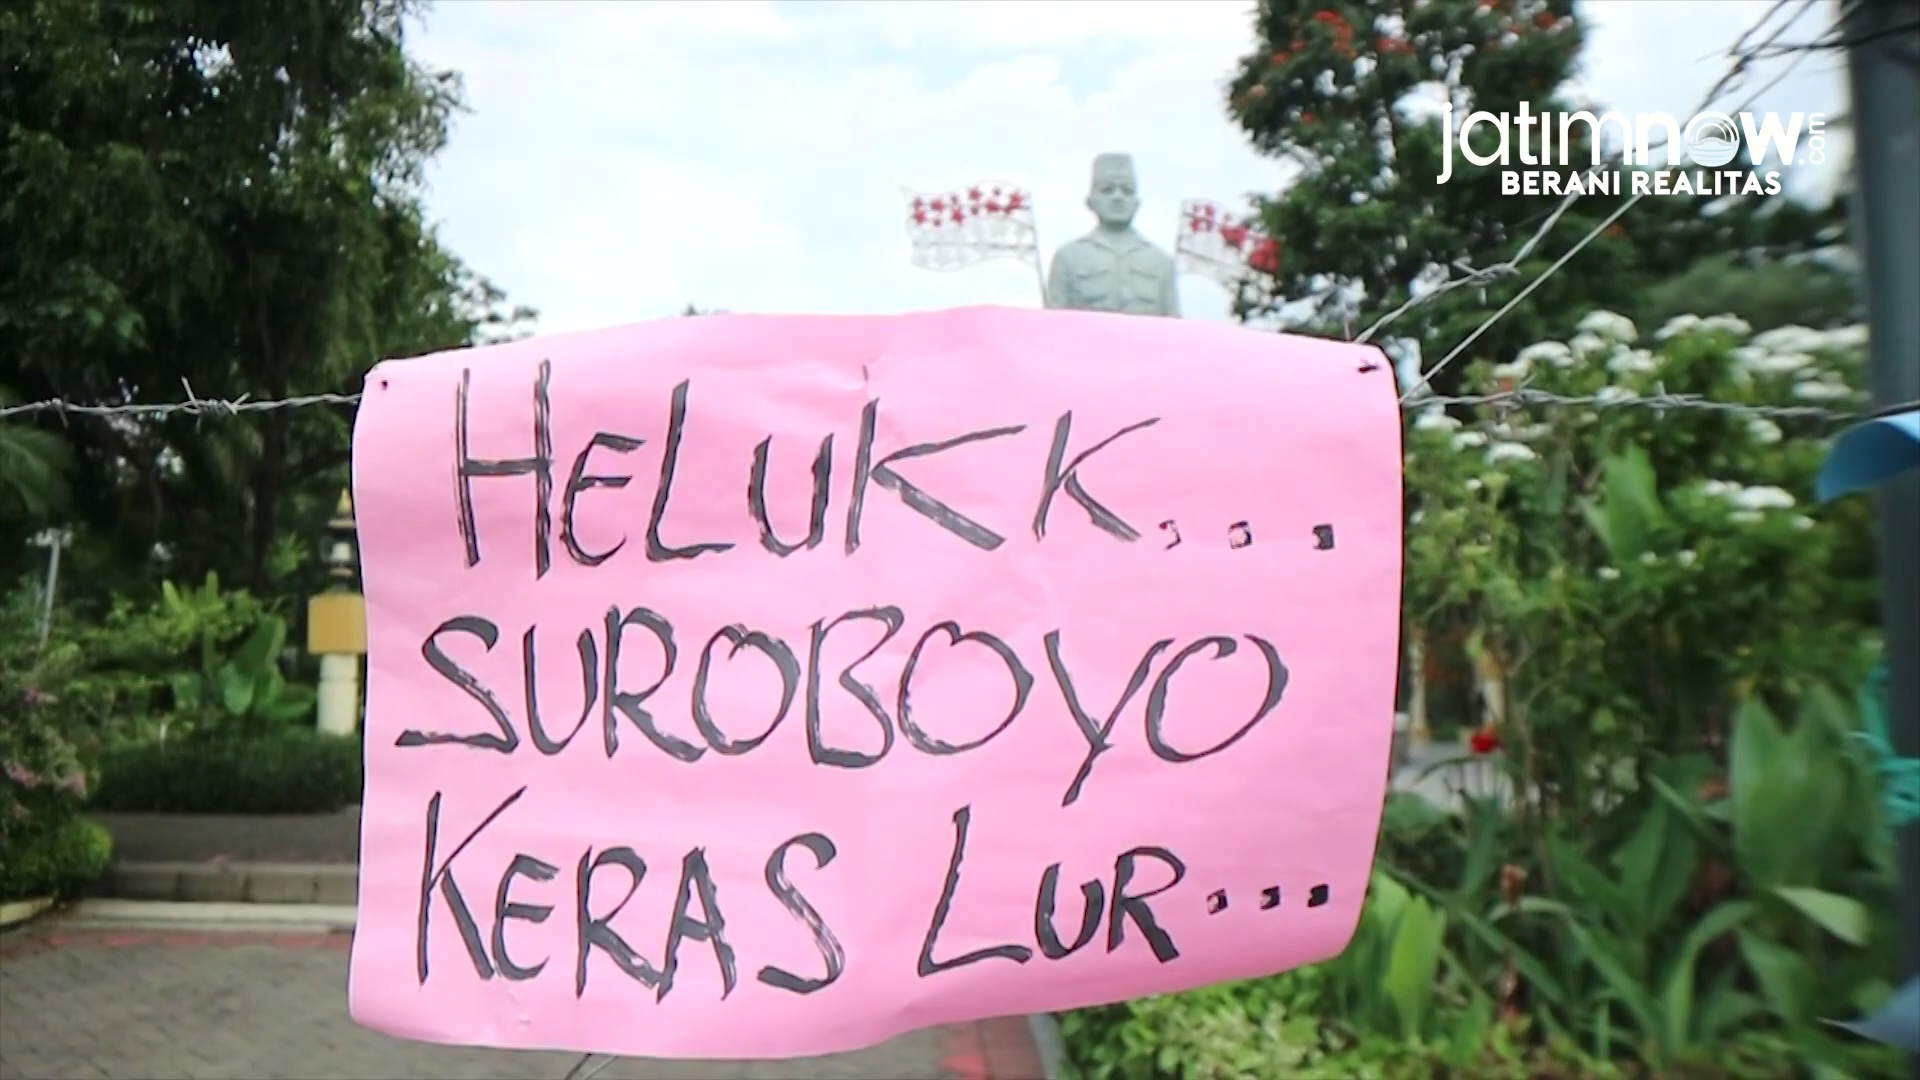 jatimnow.com
BERANI REALITAS
HELUKK...
SUROBOYO
KERAS LUR...